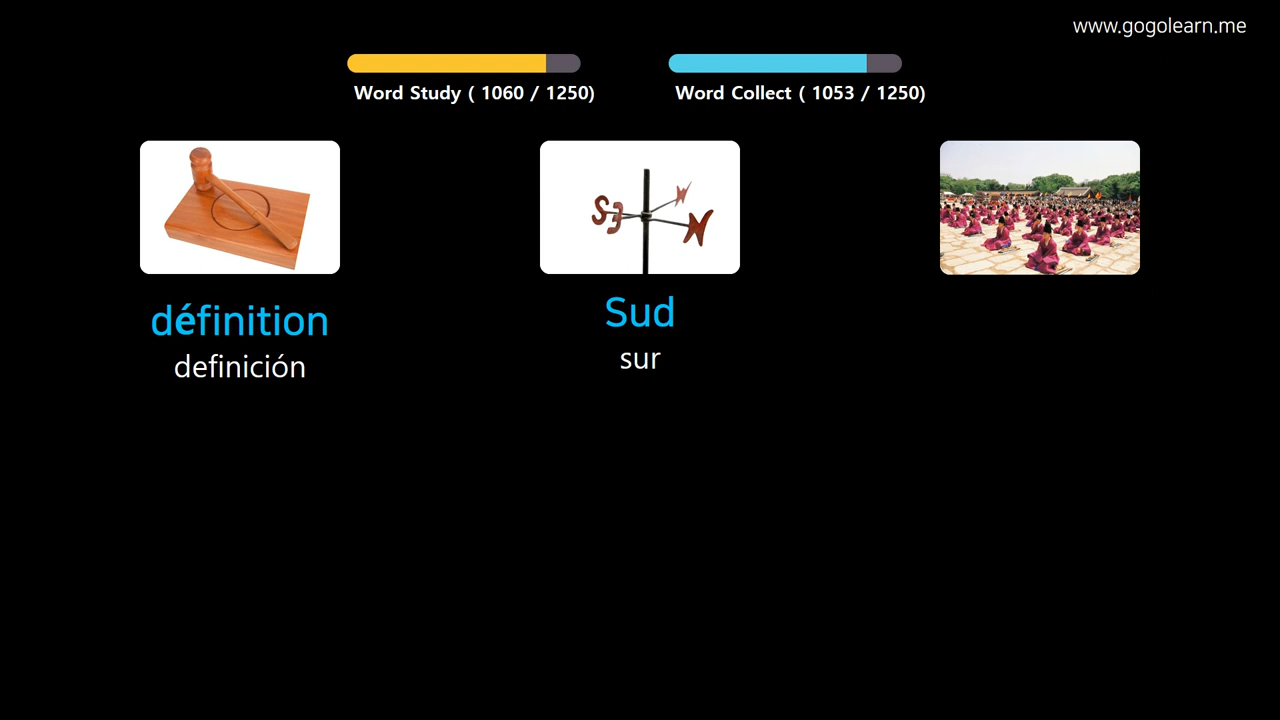 www.gogolearn.me
Word Study ( 1060 / 1250)
Word Collect ( 1053 / 1250)
définition
definición
Sud
sur
S
E
N